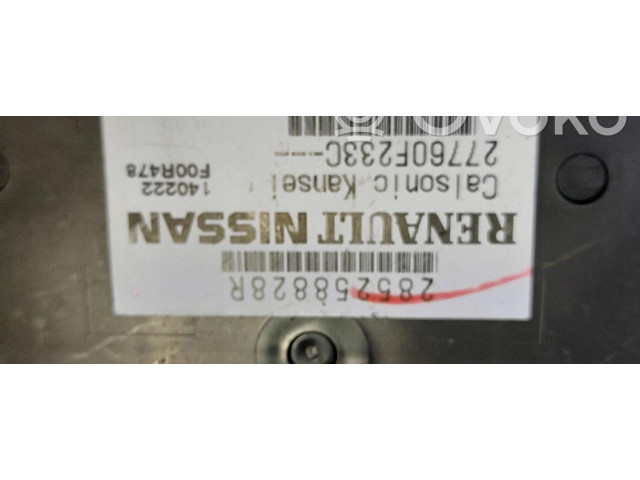 285258828R
RENAULT NISSAN
Calsonic Kansei 140222
27760F233C--- F00R478
OVOKO